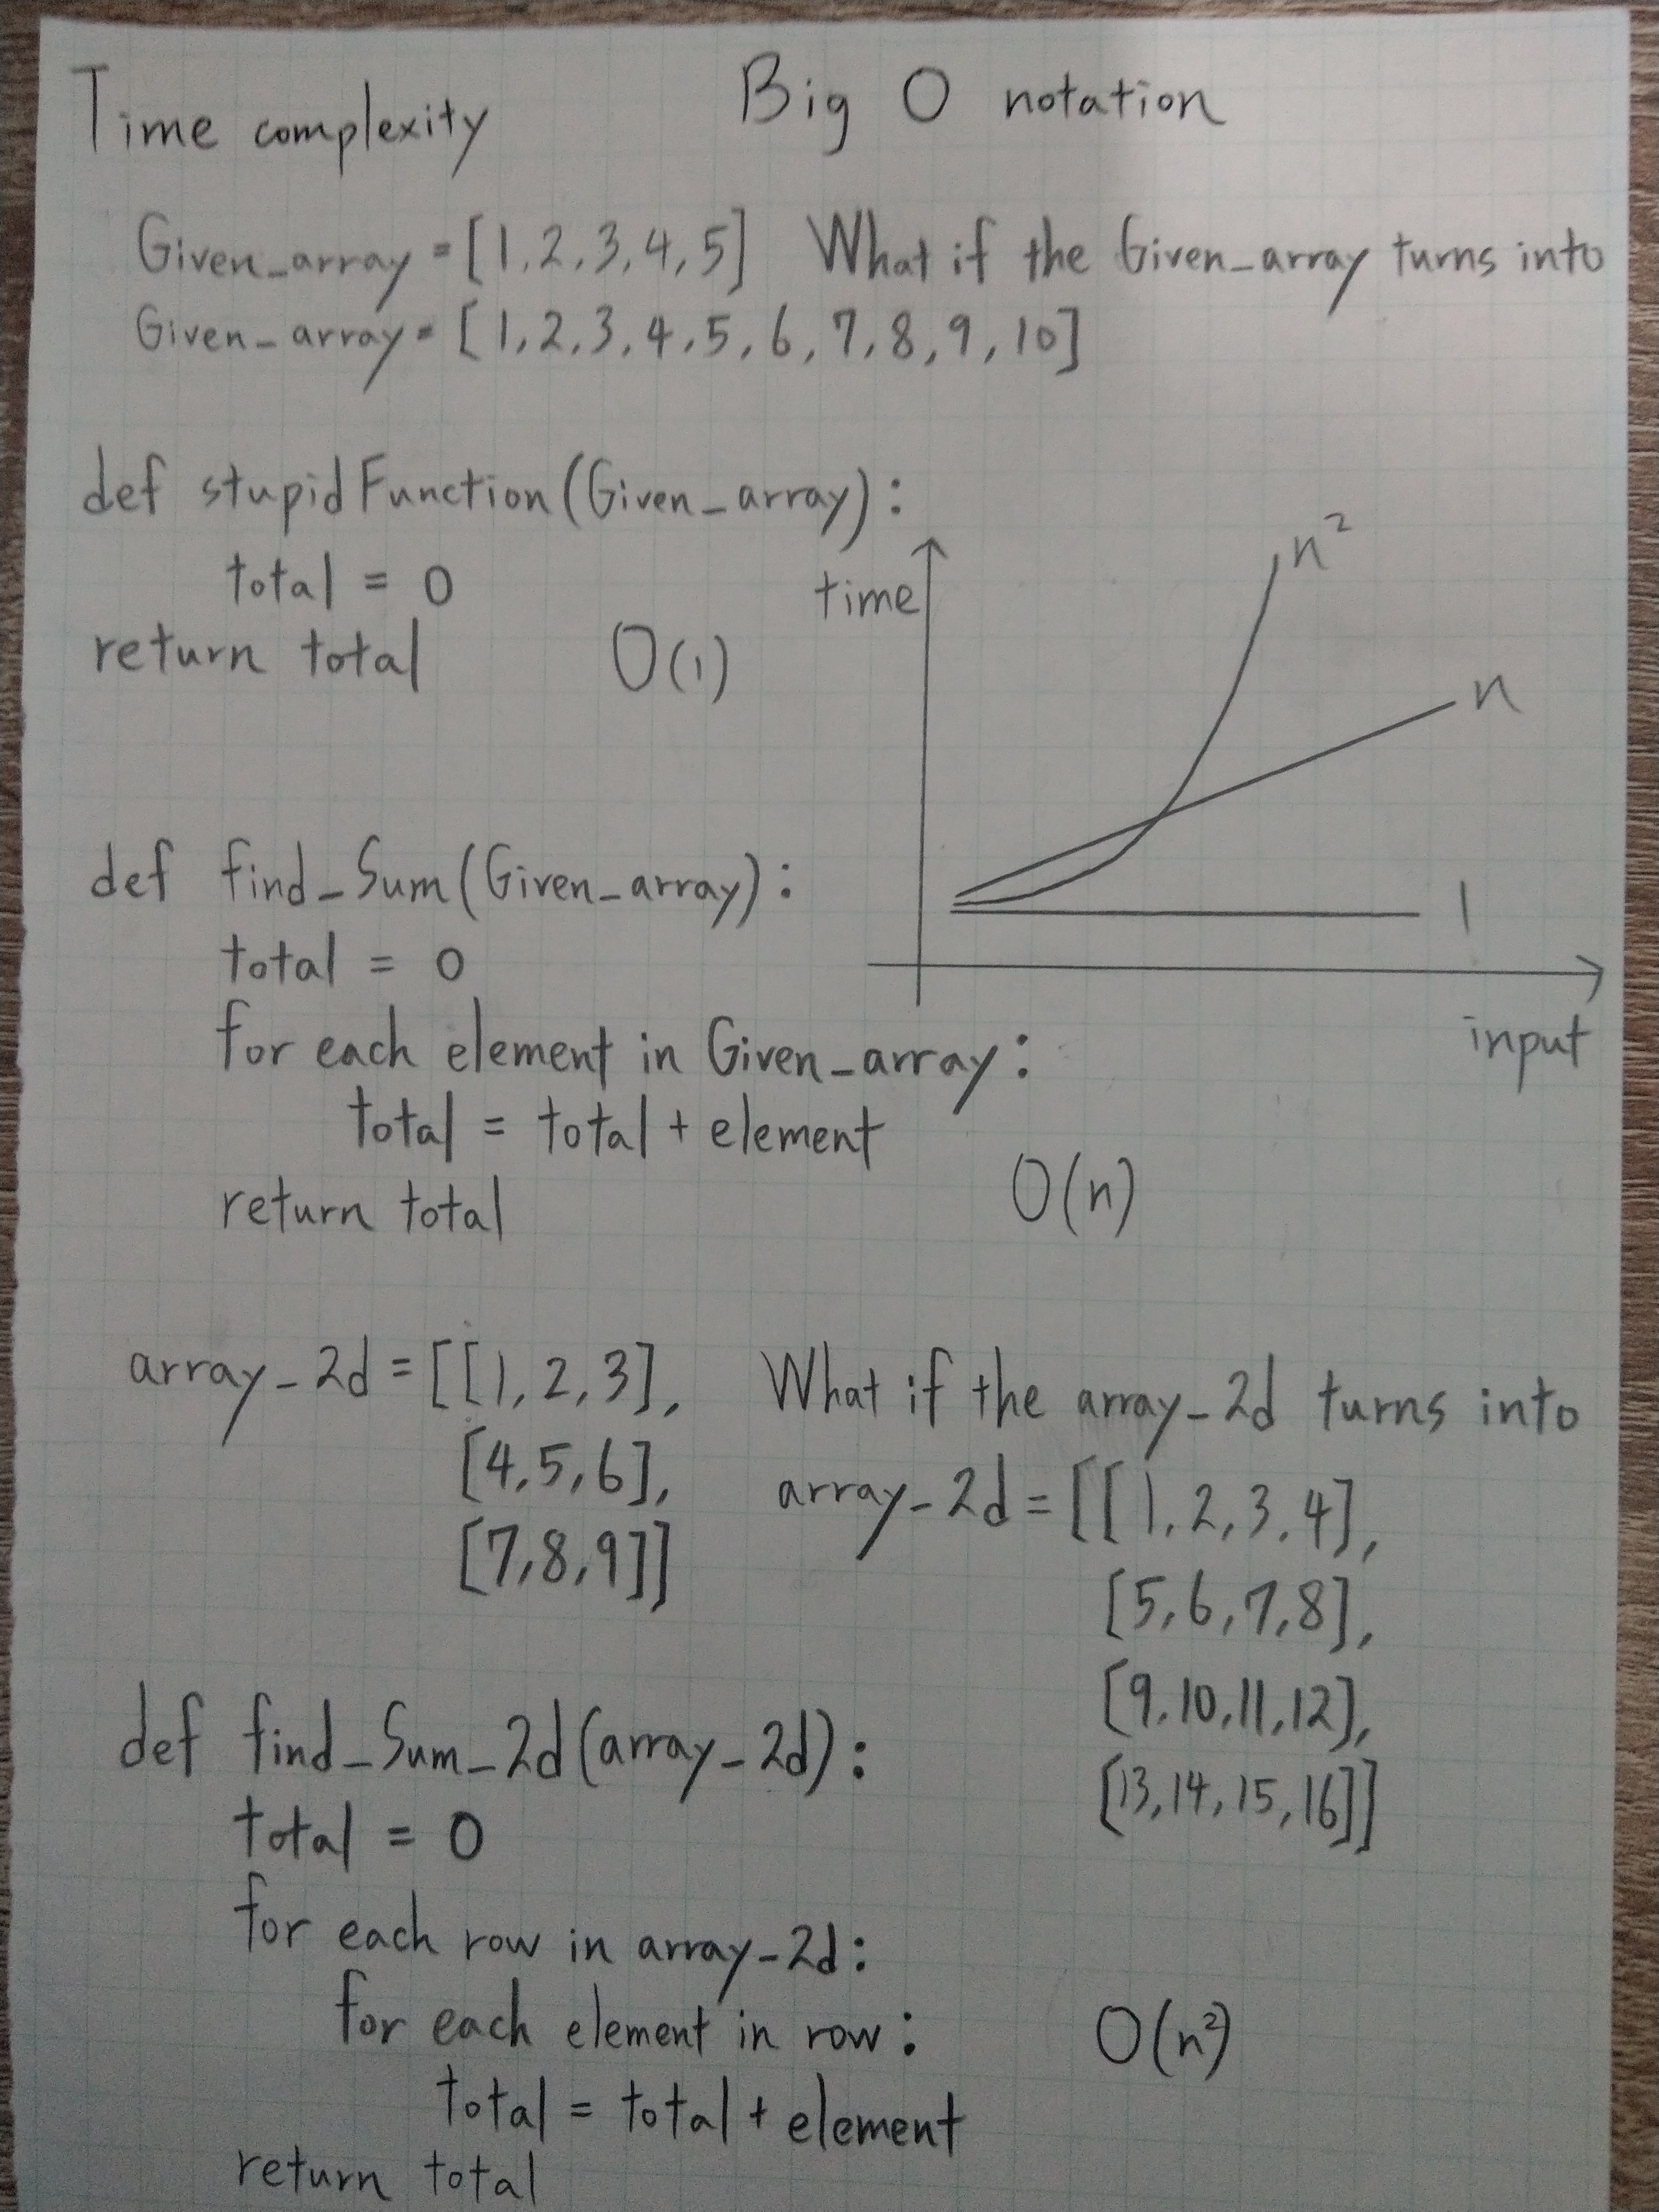 Time complexity Big O notation
Given_array = [1,2,3,4,5] What if the Given_array turns into
Given_array = [1,2,3,4,5,6,7,8,9,10]
def stupidFunction(Given_array):
total = 0
return total O(1)
time
n²
n
1
input
def find_Sum(Given_array):
total = 0
for each element in Given_array:
total = total + element
return total O(n)
array_2d = [[1,2,3],
[4,5,6],
[7,8,9]]
What if the array_2d turns into
array_2d = [[1,2,3,4],
[5,6,7,8],
[9,10,11,12],
[13,14,15,16]]
def find_Sum_2d(array_2d):
total = 0
for each row in array_2d:
for each element in row: O(n²)
total = total + element
return total